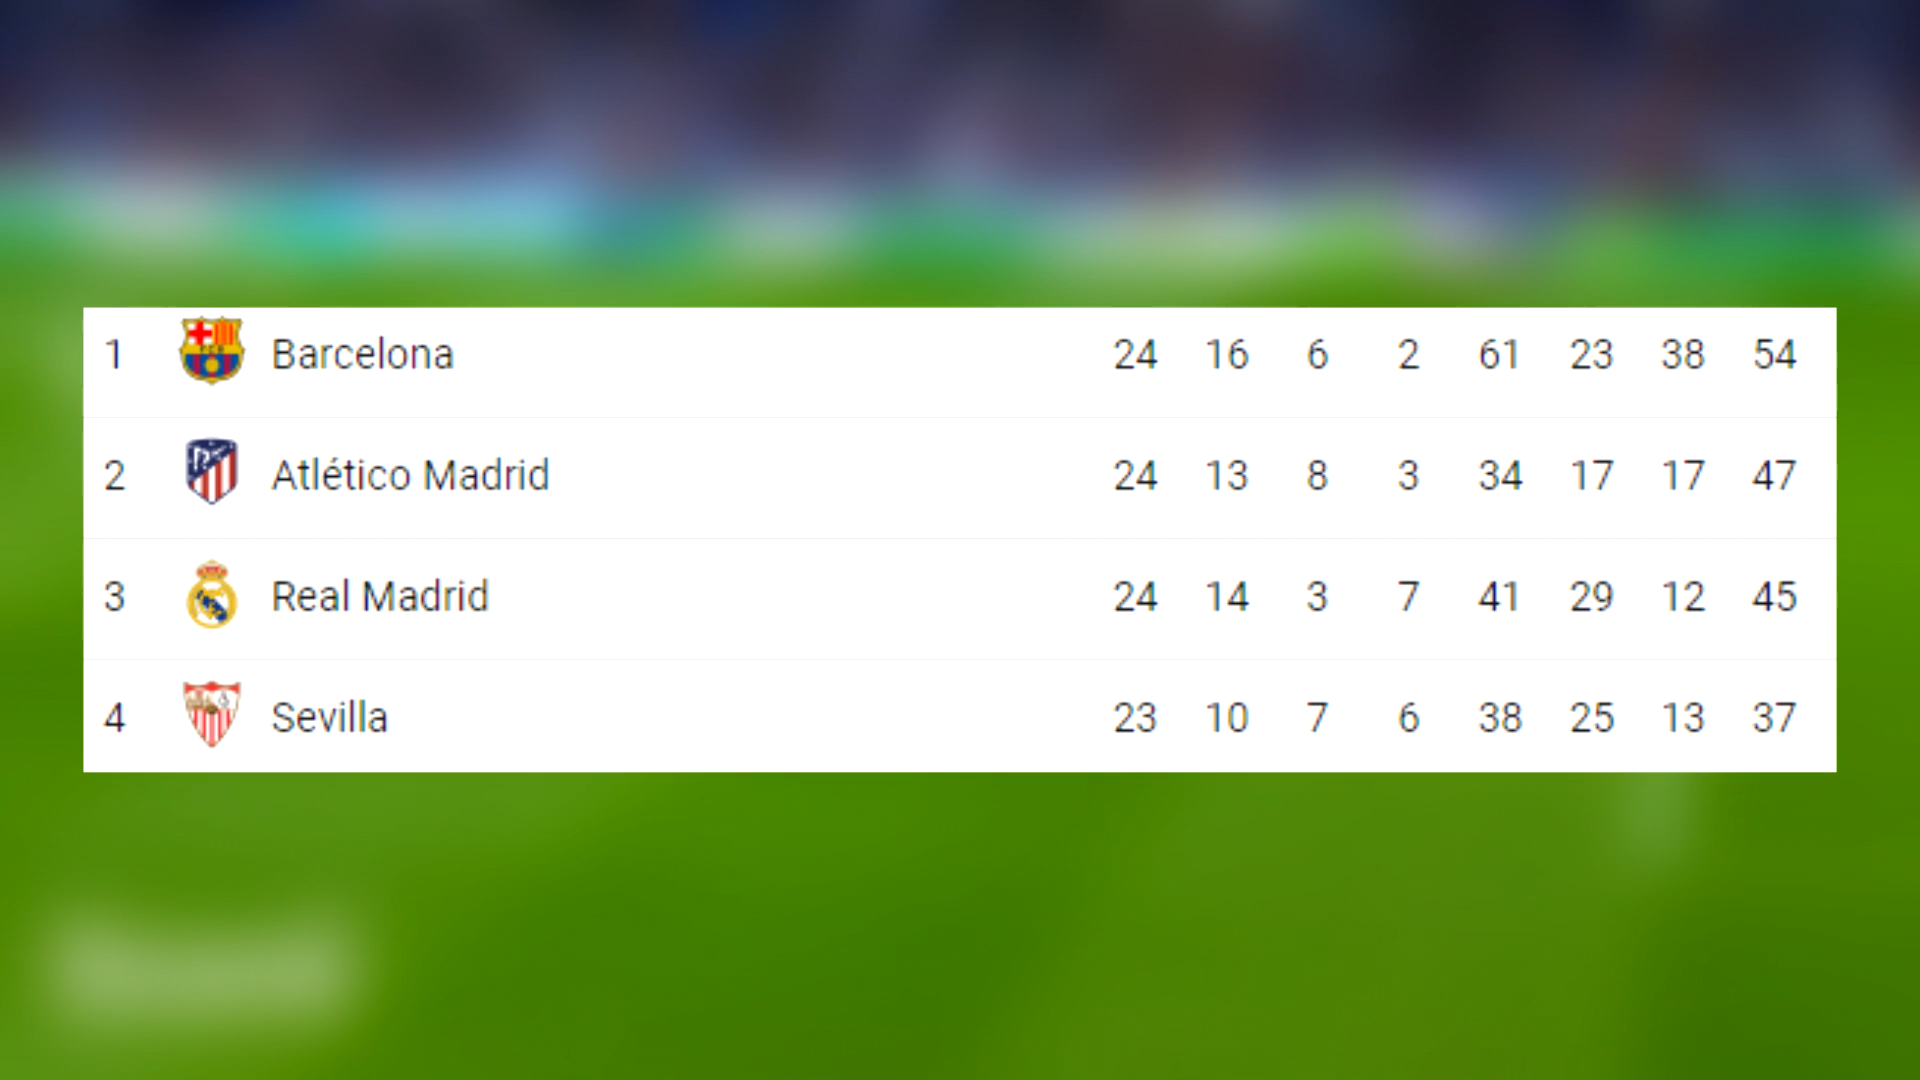 1 Barcelona 24 16 6 2 61 23 38 54
2 Atlético Madrid 24 13 8 3 34 17 17 47
3 Real Madrid 24 14 3 7 41 29 12 45
4 Sevilla 23 10 7 6 38 25 13 37